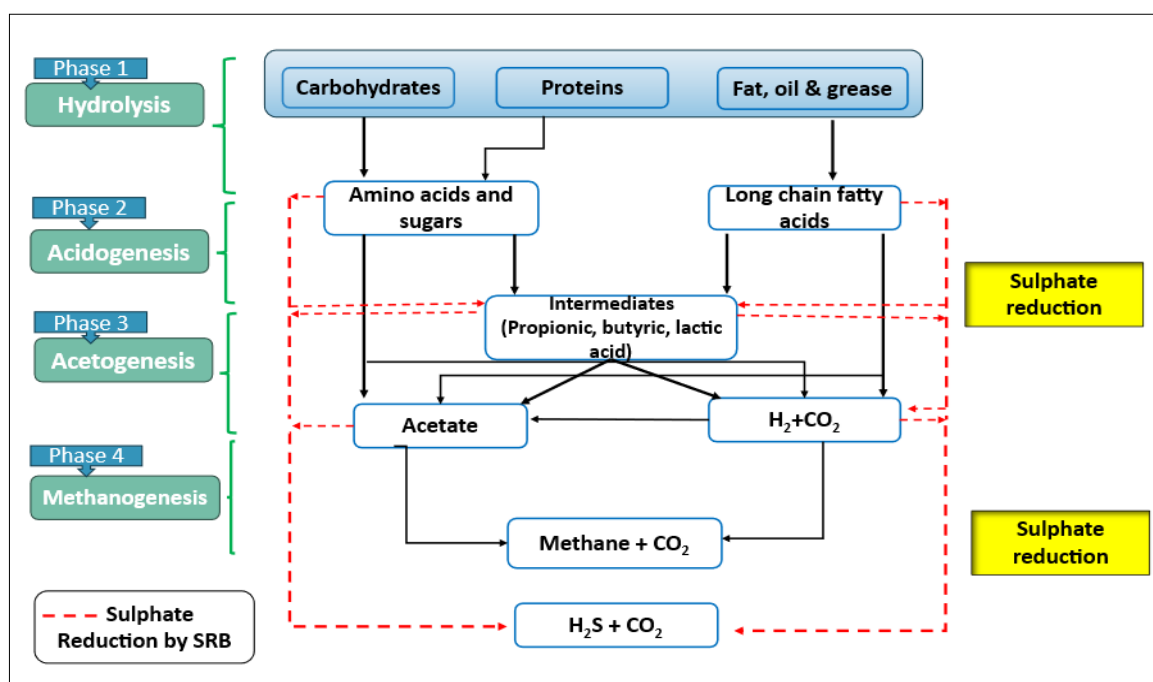 Phase 1
Hydrolysis
Carbohydrates
Proteins
Fat, oil & grease
Phase 2
Acidogenesis
Amino acids and
sugars
Long chain fatty
acids
Sulphate
reduction
Phase 3
Acetogenesis
Intermediates
(Propionic, butyric, lactic
acid)
Acetate
H₂+CO₂
Phase 4
Methanogenesis
Methane + CO₂
Sulphate
reduction
Sulphate
Reduction by SRB
H₂S + CO₂